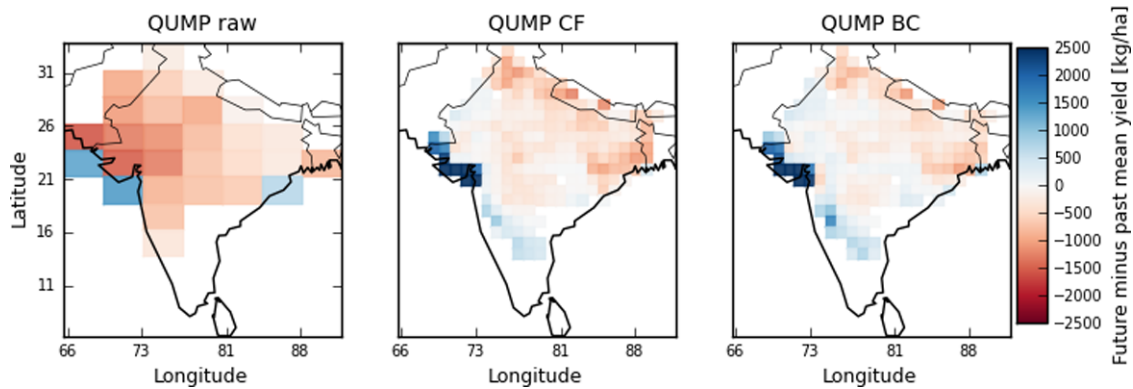 QUMP raw
QUMP CF
QUMP BC
Latitude
31
26
21
16
11
66 73 81 88
66 73 81 88
66 73 81 88
Longitude
Longitude
Longitude
2500
2000
1500
1000
500
0
−500
−1000
−1500
−2000
−2500
Future minus past mean yield [kg/ha]